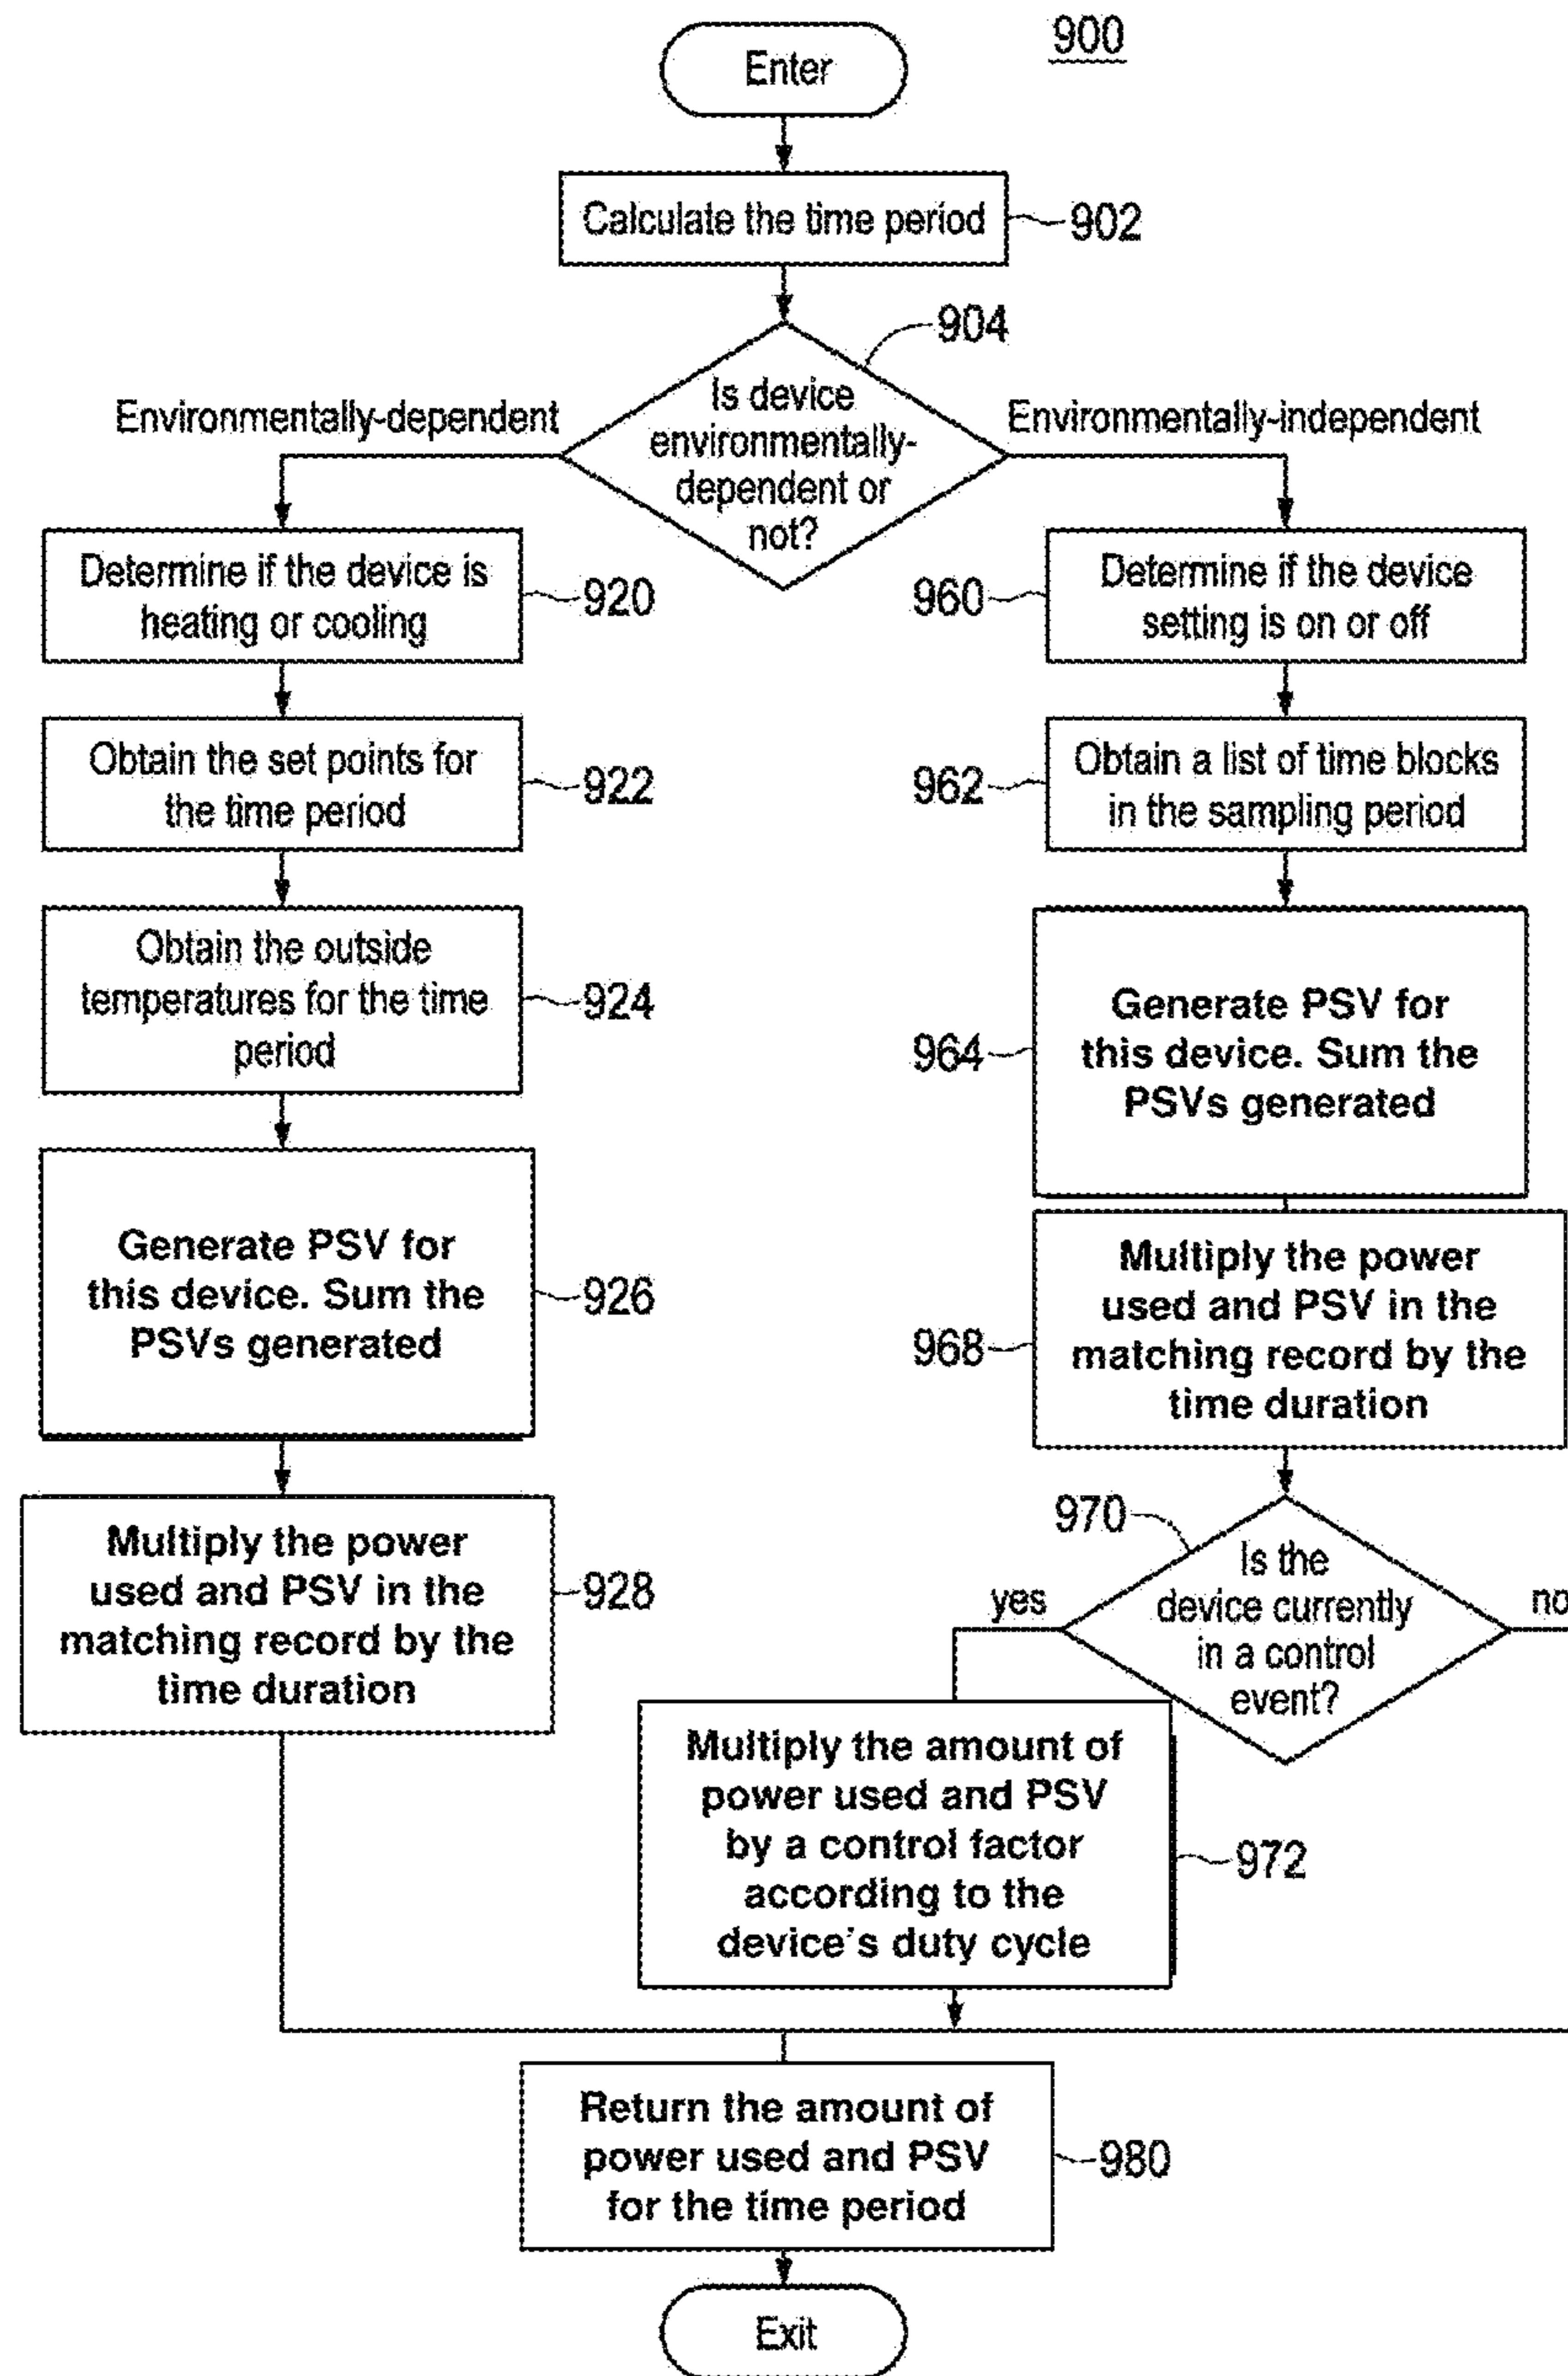 900
Enter
Calculate the time period
902
904
Is device
environmentally-
dependent or
not?
Environmentally-dependent
Environmentally-independent
Determine if the device is
heating or cooling
920
Obtain the set points for
the time period
922
Obtain the outside
temperatures for the time
period
924
Generate PSV for
this device. Sum the
PSVs generated
926
Multiply the power
used and PSV in the
matching record by the
time duration
928
960
Determine if the device
setting is on or off
962
Obtain a list of time blocks
in the sampling period
964
Generate PSV for
this device. Sum the
PSVs generated
968
Multiply the power
used and PSV in the
matching record by the
time duration
970
Is the
device currently
in a control
event?
yes
no
Multiply the amount of
power used and PSV
by a control factor
according to the
device's duty cycle
972
Return the amount of
power used and PSV
for the time period
980
Exit